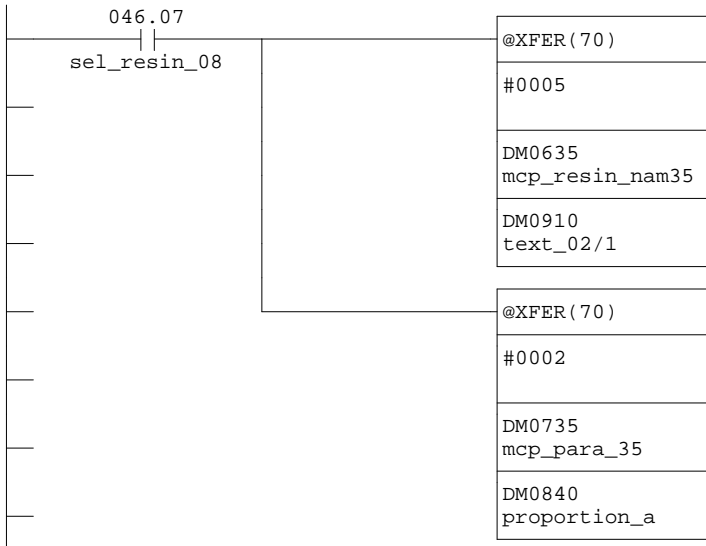 046.07
sel_resin_08
@XFER(70)
#0005
DM0635
mcp_resin_nam35
DM0910
text_02/1
@XFER(70)
#0002
DM0735
mcp_para_35
DM0840
proportion_a